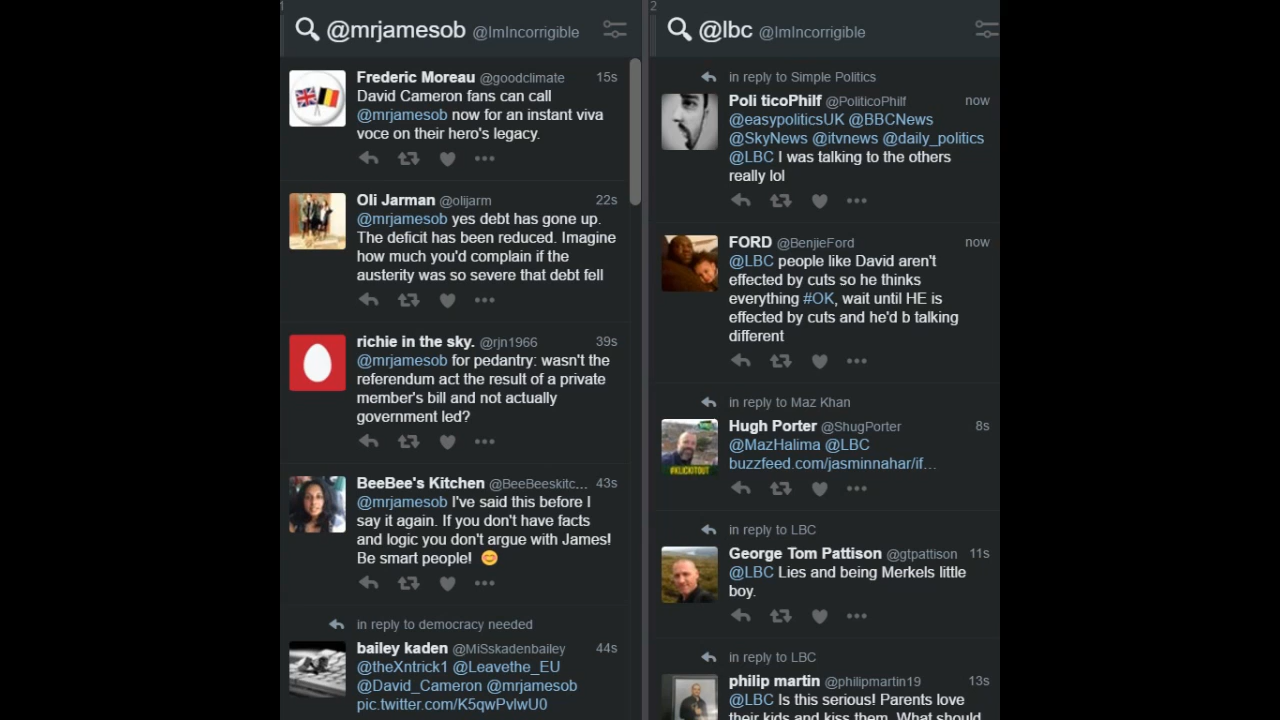 1
@mrjamesob @ImIncorrigible
Frederic Moreau @goodclimate 15s
David Cameron fans can call
@mrjamesob now for an instant viva
voce on their hero's legacy.
Oli Jarman @olijarm 22s
@mrjamesob yes debt has gone up.
The deficit has been reduced. Imagine
how much you'd complain if the
austerity was so severe that debt fell
richie in the sky. @rjn1966 39s
@mrjamesob for pedantry: wasn't the
referendum act the result of a private
member's bill and not actually
government led?
BeeBee's Kitchen @BeeBeeskitc... 43s
@mrjamesob I've said this before I
say it again. If you don't have facts
and logic you don't argue with James!
Be smart people! 😊
in reply to democracy needed
bailey kaden @MiSskadenbailey 44s
@theXntrick1 @Leavethe_EU
@David_Cameron @mrjamesob
pic.twitter.com/K5qwPvlwU0
2
@lbc @ImIncorrigible
in reply to Simple Politics
Poli ticoPhilf @PoliticoPhilf now
@easypoliticsUK @BBCNews
@SkyNews @itvnews @daily_politics
@LBC I was talking to the others
really lol
FORD @BenjieFord now
@LBC people like David aren't
effected by cuts so he thinks
everything #OK, wait until HE is
effected by cuts and he'd b talking
different
in reply to Maz Khan
Hugh Porter @ShugPorter 8s
@MazHalima @LBC
buzzfeed.com/jasminnahar/if...
#KLICKITOUT
in reply to LBC
George Tom Pattison @gtpattison 11s
@LBC Lies and being Merkels little
boy.
in reply to LBC
philip martin @philipmartin19 13s
@LBC Is this serious! Parents love
their kids and kiss them. What should